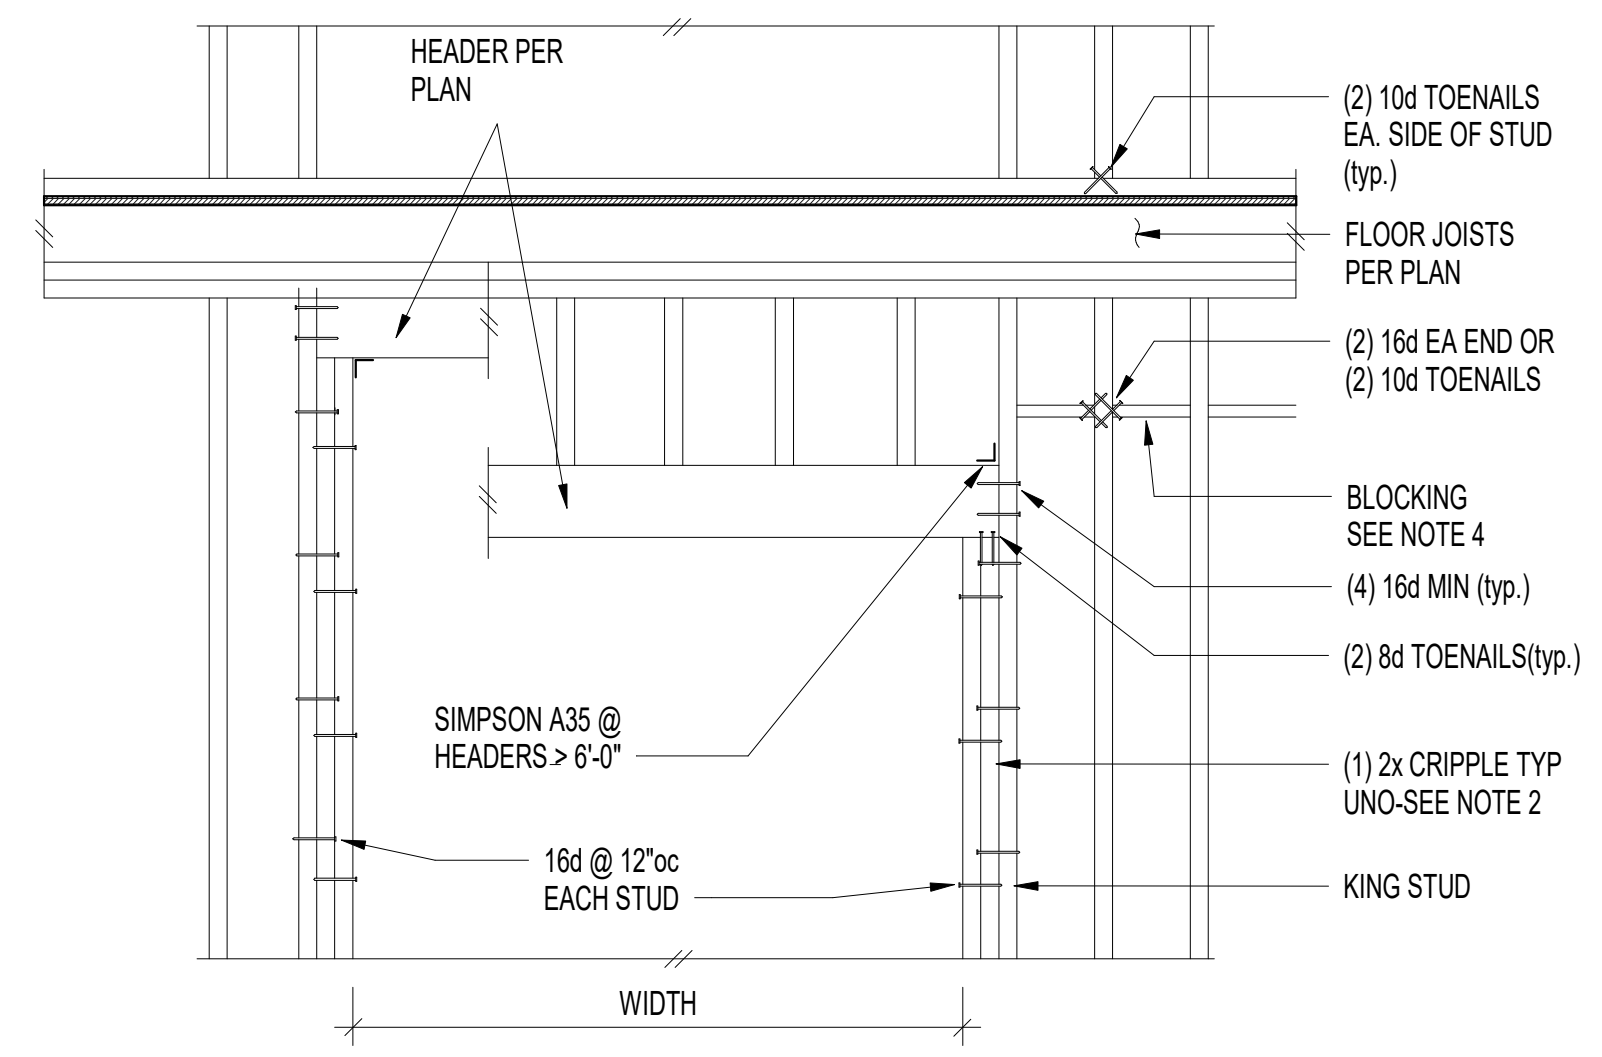 HEADER PER
PLAN
(2) 10d TOENAILS
EA. SIDE OF STUD
(typ.)
FLOOR JOISTS
PER PLAN
(2) 16d EA END OR
(2) 10d TOENAILS
BLOCKING
SEE NOTE 4
(4) 16d MIN (typ.)
(2) 8d TOENAILS(typ.)
SIMPSON A35 @
HEADERS ≥ 6'-0"
(1) 2x CRIPPLE TYP
UNO-SEE NOTE 2
16d @ 12"oc
EACH STUD
KING STUD
WIDTH